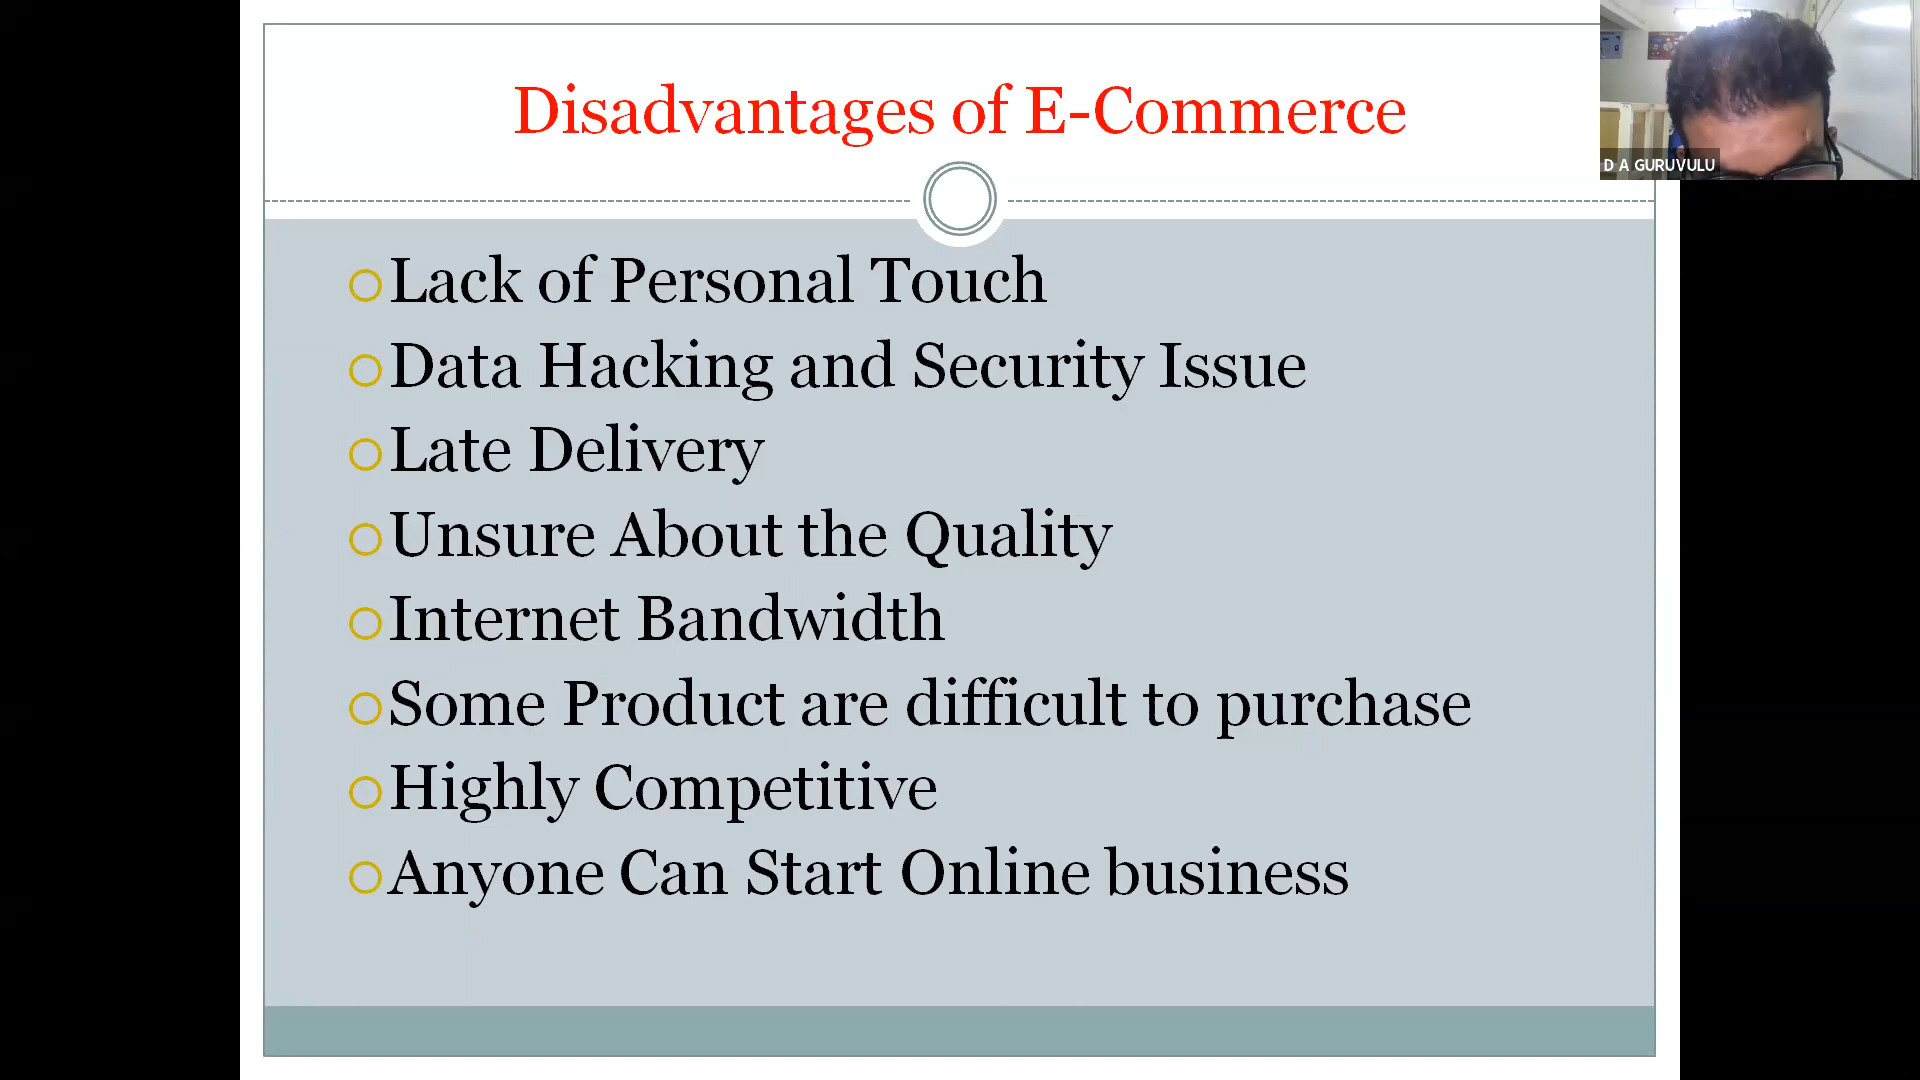 Disadvantages of E-Commerce
D A GURUVULU
Lack of Personal Touch
Data Hacking and Security Issue
Late Delivery
Unsure About the Quality
Internet Bandwidth
Some Product are difficult to purchase
Highly Competitive
Anyone Can Start Online business